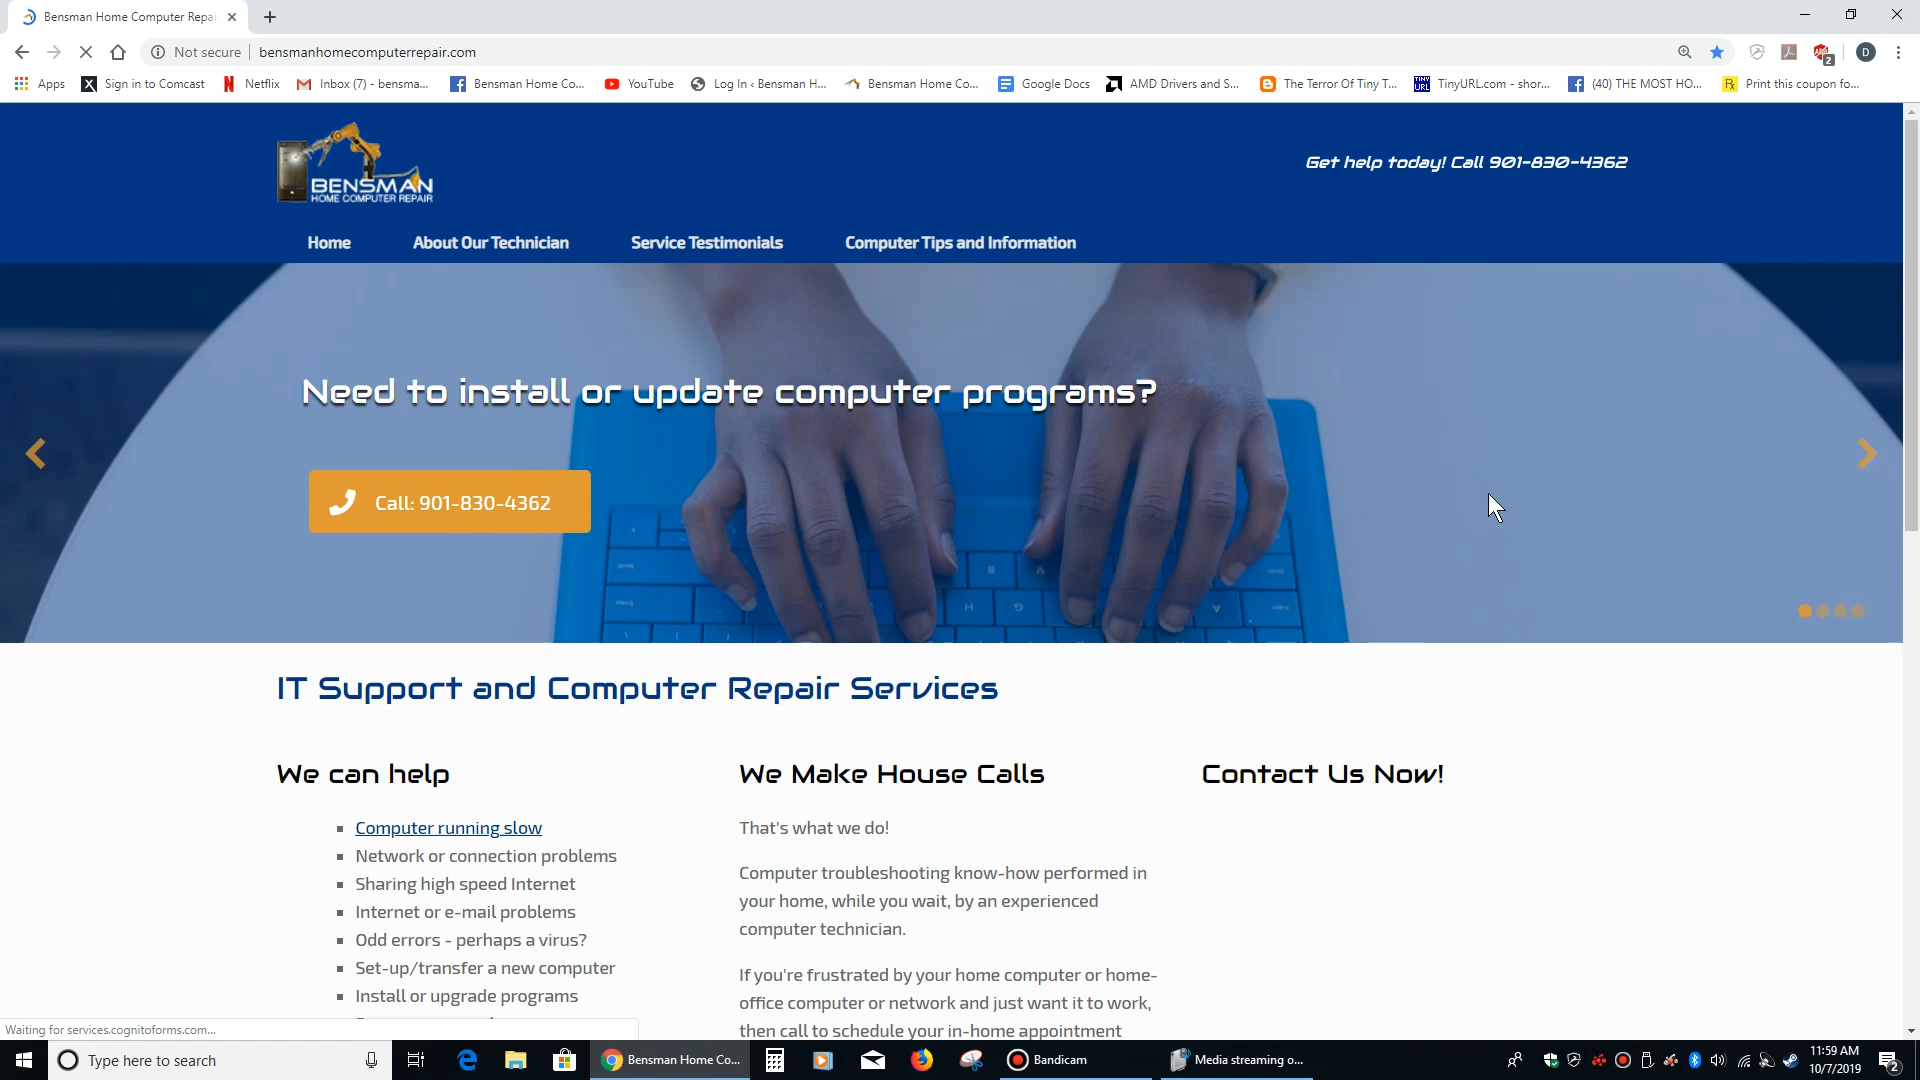 Bensman Home Computer Repai
Not secure bensmanhomecomputerrepair.com
Apps Sign in to Comcast Netflix Inbox (7) - bensma... Bensman Home Co... YouTube Log In ‹ Bensman H... Bensman Home Co... Google Docs AMD Drivers and S... The Terror Of Tiny T... TinyURL.com - shor... (40) THE MOST HO... Print this coupon fo...
BENSMAN
HOME COMPUTER REPAIR
Get help today! Call 901-830-4362
Home About Our Technician Service Testimonials Computer Tips and Information
Need to install or update computer programs?
Call: 901-830-4362
IT Support and Computer Repair Services
We can help
Computer running slow
Network or connection problems
Sharing high speed Internet
Internet or e-mail problems
Odd errors - perhaps a virus?
Set-up/transfer a new computer
Install or upgrade programs
We Make House Calls
That's what we do!
Computer troubleshooting know-how performed in
your home, while you wait, by an experienced
computer technician.
If you're frustrated by your home computer or home-
office computer or network and just want it to work,
then call to schedule your in-home appointment
Contact Us Now!
Waiting for services.cognitoforms.com...
Type here to search
Bensman Home Co...
Bandicam
Media streaming o...
11:59 AM
10/7/2019
2